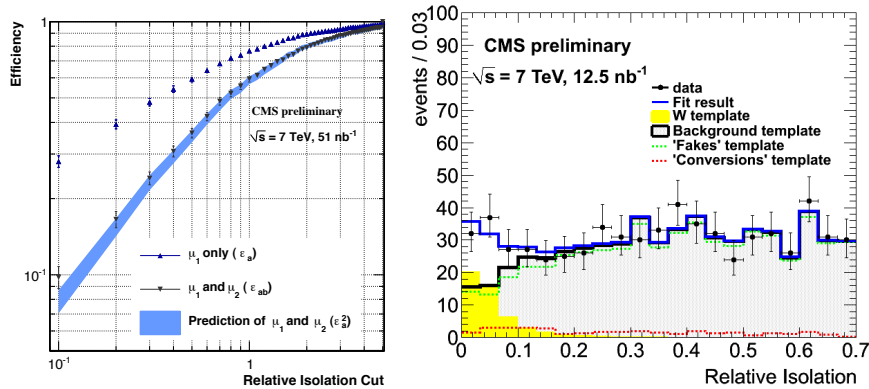 Efficiency
1
10⁻¹
10⁻¹
1
Relative Isolation Cut
CMS preliminary
√s = 7 TeV, 51 nb⁻¹
μ₁ only ( εₐ)
μ₁ and μ₂ (εₐb)
Prediction of μ₁ and μ₂ (ε²ₐ)
events / 0.03
100
90
80
70
60
50
40
30
20
10
0
0
0.1
0.2
0.3
0.4
0.5
0.6
0.7
Relative Isolation
CMS preliminary
√s = 7 TeV, 12.5 nb⁻¹
data
Fit result
W template
Background template
'Fakes' template
'Conversions' template